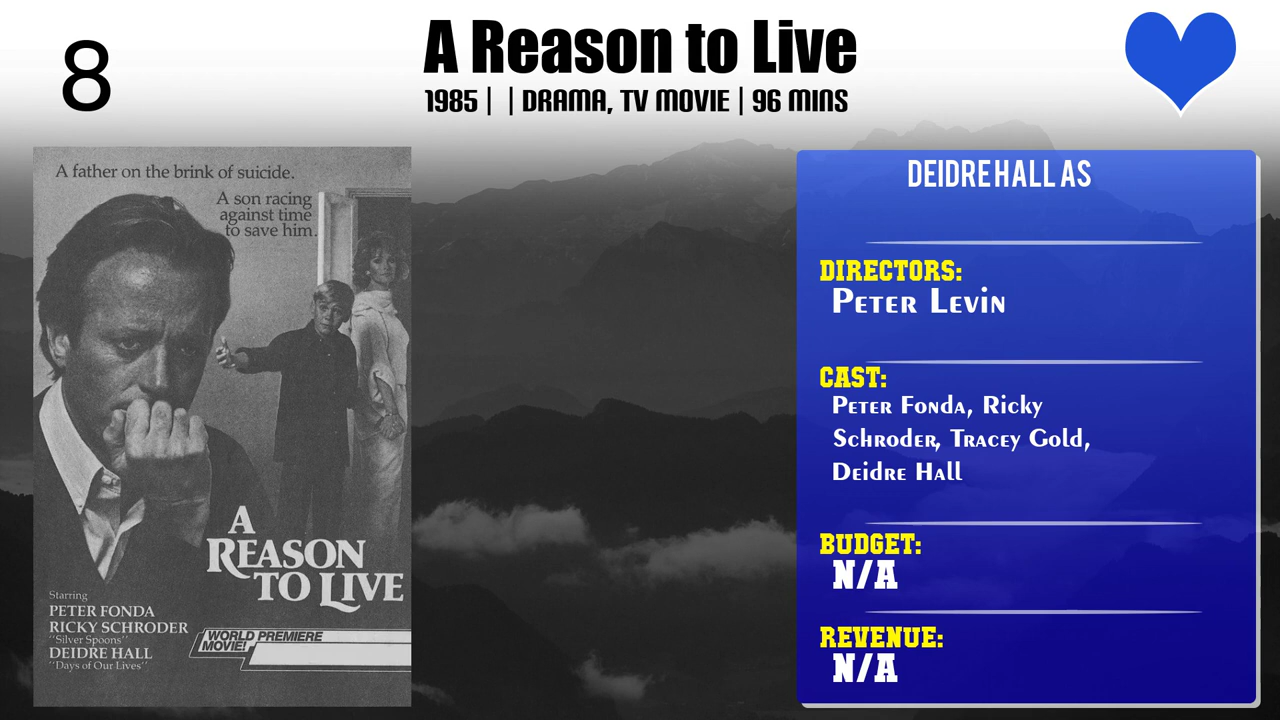 8
A Reason to Live
1985 | | DRAMA, TV MOVIE | 96 MINS
A father on the brink of suicide.
A son racing
against time
to save him.
A
REASON
TO LIVE
Starring
PETER FONDA
RICKY SCHRODER
"Silver Spoons"
DEIDRE HALL
"Days of Our Lives"
WORLD PREMIERE
MOVIE!
DEIDRE HALL AS
DIRECTORS:
Peter Levin
CAST:
Peter Fonda, Ricky
Schroder, Tracey Gold,
Deidre Hall
BUDGET:
N/A
REVENUE:
N/A